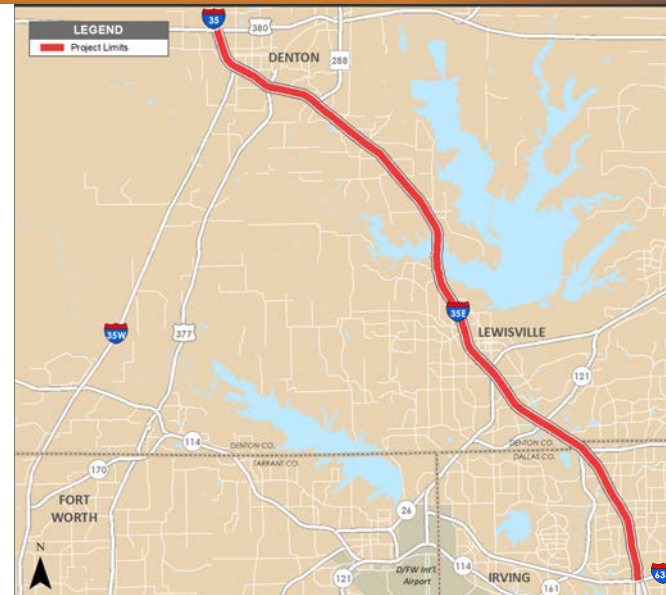 LEGEND
Project Limits
35
380
DENTON
288
35E
LEWISVILLE
35W
377
121
114
DENTON CO.
TARRANT CO.
DENTON CO.
DALLAS CO.
170
FORT
WORTH
26
N
D/FW Int'l.
Airport
121
114
IRVING
161